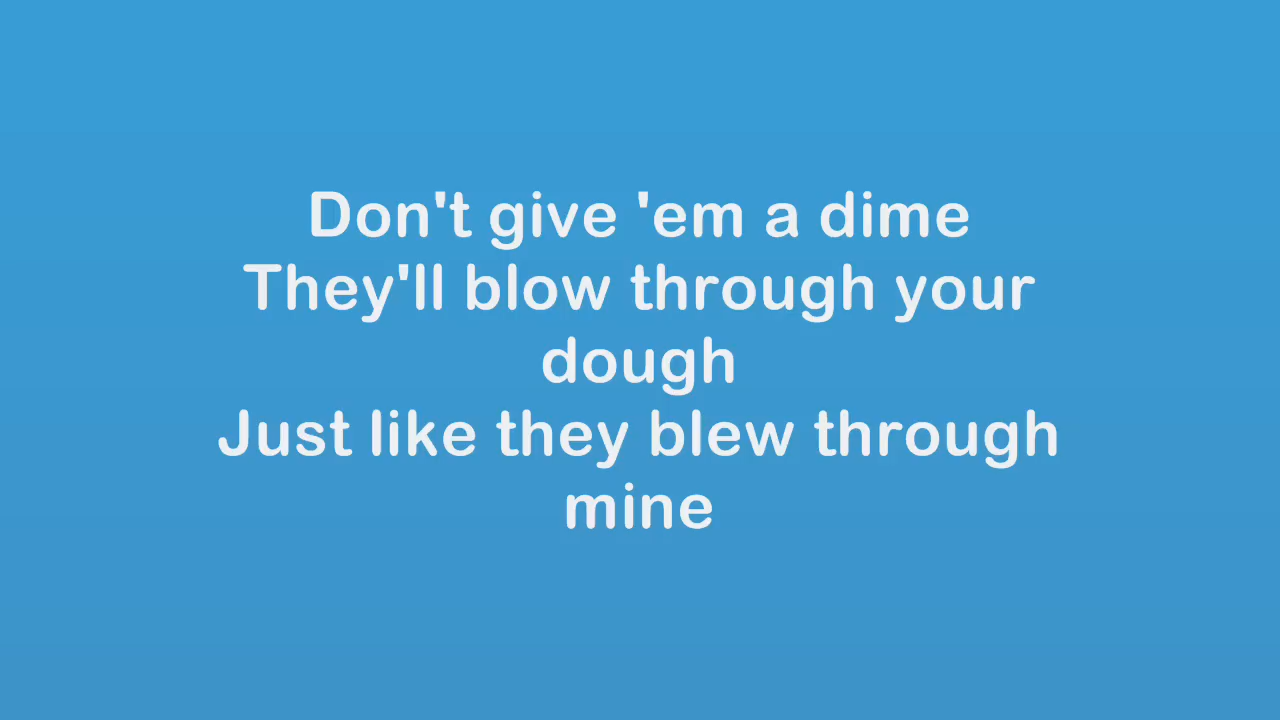 Don't give 'em a dime
They'll blow through your
dough
Just like they blew through
mine